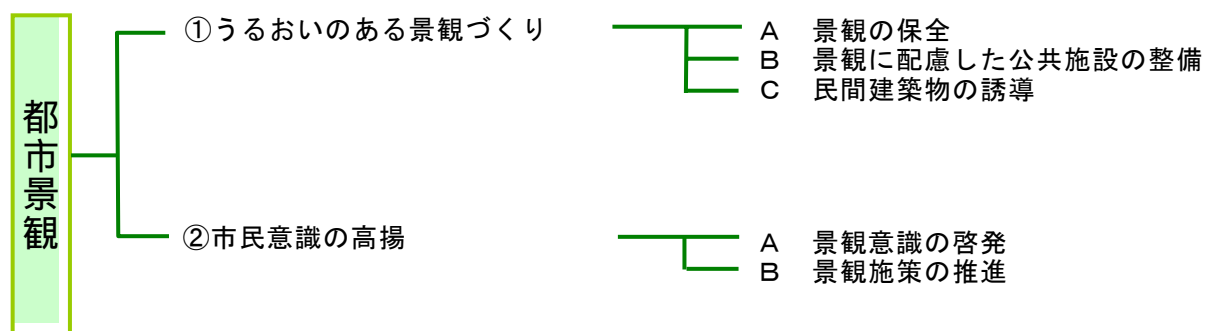 都市景観
①うるおいのある景観づくり
A 景観の保全
B 景観に配慮した公共施設の整備
C 民間建築物の誘導
②市民意識の高揚
A 景観意識の啓発
B 景観施策の推進